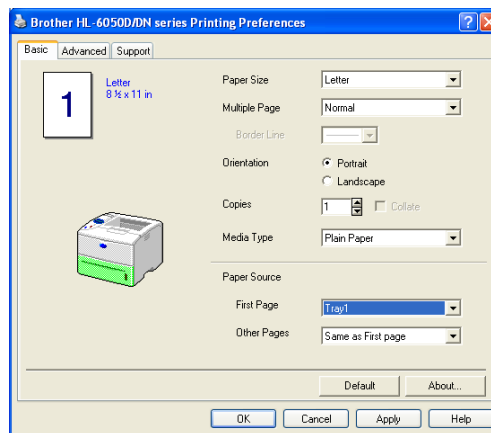 Brother HL-6050D/DN series Printing Preferences
Basic Advanced Support
1
Letter
8 ½ x 11 in
Paper Size Letter
Multiple Page Normal
Border Line
Orientation Portrait
Landscape
Copies 1 Collate
Media Type Plain Paper
Paper Source
First Page Tray1
Other Pages Same as First page
Default About...
OK Cancel Apply Help